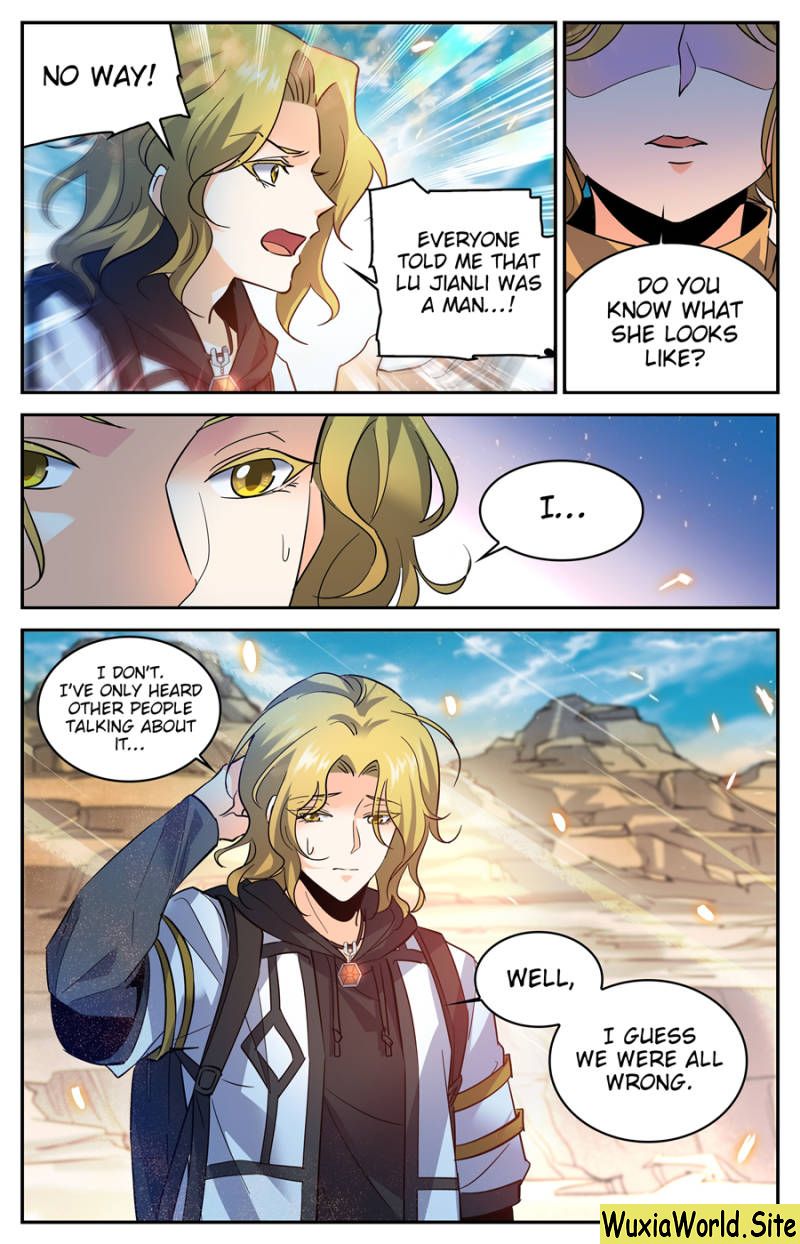 NO WAY!
EVERYONE
TOLD ME THAT
LU JIANLI WAS
A MAN...!
DO YOU
KNOW WHAT
SHE LOOKS
LIKE?
I...
I DON'T.
I'VE ONLY HEARD
OTHER PEOPLE
TALKING ABOUT
IT...
WELL,
I GUESS
WE WERE ALL
WRONG.
WuxiaWorld.Site